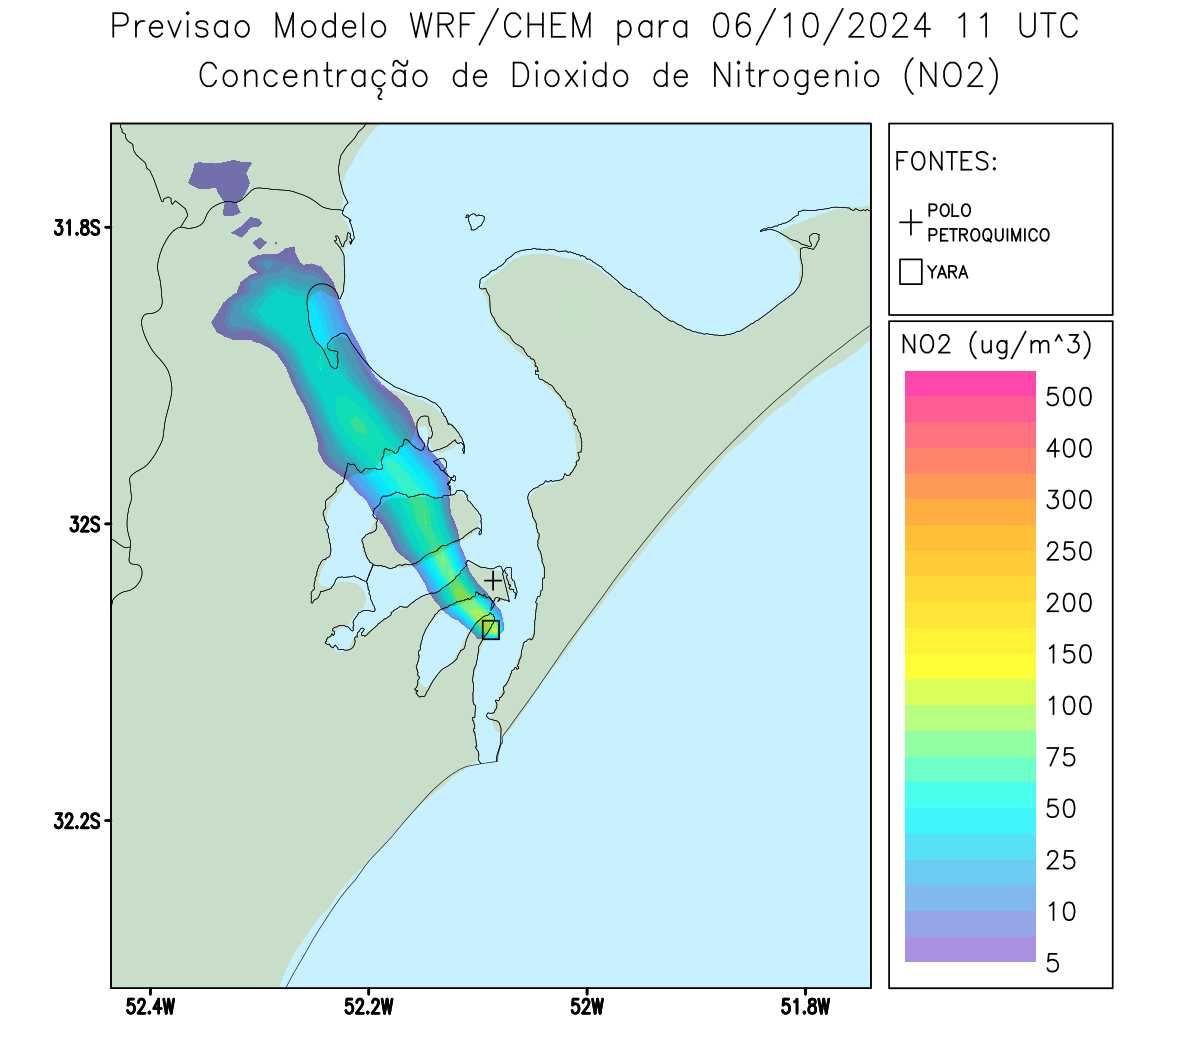 Previsao Modelo WRF/CHEM para 06/10/2024 11 UTC
Concentração de Dioxido de Nitrogenio (NO2)
FONTES:
POLO
PETROQUIMICO
YARA
NO2 (ug/m^3)
500
400
300
250
200
150
100
75
50
25
10
5
31.8S
32S
32.2S
52.4W
52.2W
52W
51.8W